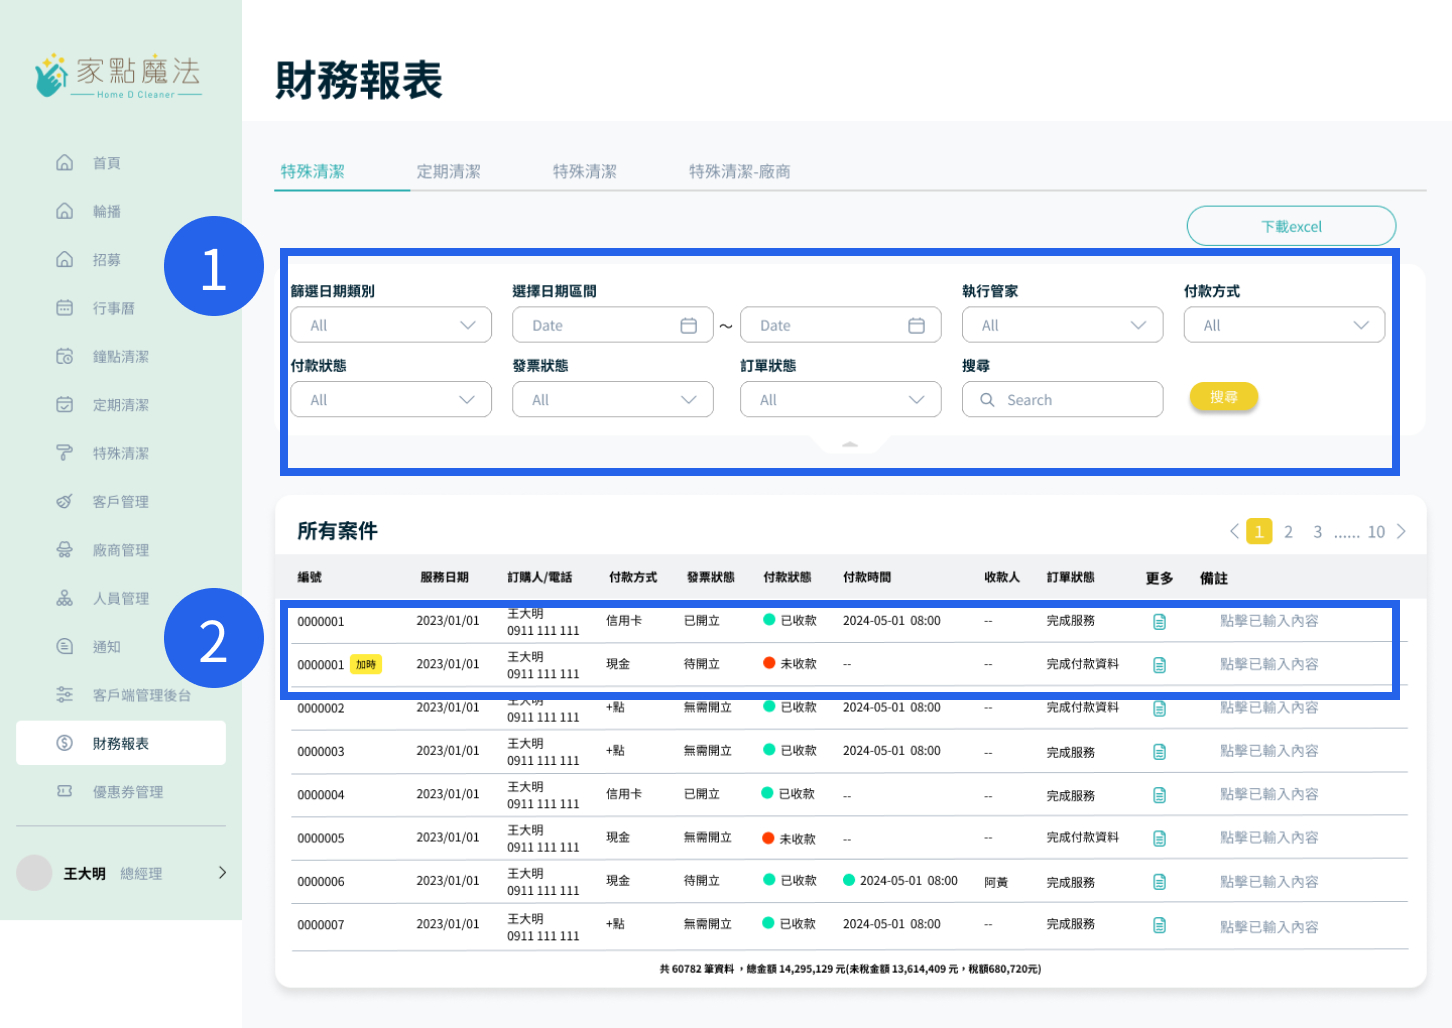 家點魔法
Home D Cleaner
首頁
輪播
招募
行事曆
鐘點清潔
定期清潔
特殊清潔
客戶管理
廠商管理
人員管理
通知
客戶端管理後台
財務報表
優惠券管理
王大明 總經理
1
2
財務報表
特殊清潔 定期清潔 特殊清潔 特殊清潔-廠商
下載excel
篩選日期類別 選擇日期區間 執行管家 付款方式
All Date ~ Date All All
付款狀態 發票狀態 訂單狀態 搜尋
All All All Search 搜尋
所有案件
1 2 3 ...... 10
編號 服務日期 訂購人/電話 付款方式 發票狀態 付款狀態 付款時間 收款人 訂單狀態 更多 備註
0000001 2023/01/01 王大明 0911 111 111 信用卡 已開立 已收款 2024-05-01 08:00 -- 完成服務 點擊已輸入內容
0000001 加時 2023/01/01 王大明 0911 111 111 現金 待開立 未收款 -- -- 完成付款資料 點擊已輸入內容
0000002 2023/01/01 王大明 0911 111 111 +點 無需開立 已收款 2024-05-01 08:00 -- 完成付款資料 點擊已輸入內容
0000003 2023/01/01 王大明 0911 111 111 +點 無需開立 已收款 2024-05-01 08:00 -- 完成服務 點擊已輸入內容
0000004 2023/01/01 王大明 0911 111 111 信用卡 已開立 已收款 -- -- 完成服務 點擊已輸入內容
0000005 2023/01/01 王大明 0911 111 111 現金 無需開立 未收款 -- -- 完成付款資料 點擊已輸入內容
0000006 2023/01/01 王大明 0911 111 111 現金 待開立 已收款 2024-05-01 08:00 阿黃 完成服務 點擊已輸入內容
0000007 2023/01/01 王大明 0911 111 111 +點 無需開立 已收款 2024-05-01 08:00 -- 完成服務 點擊已輸入內容
共 60782 筆資料，總金額 14,295,129 元(未稅金額 13,614,409 元，稅額680,720元)